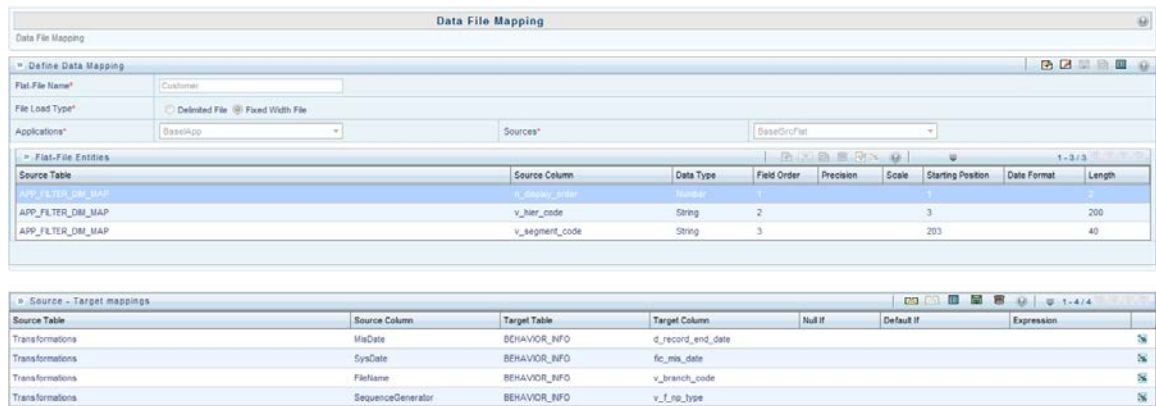 Data File Mapping
Data File Mapping
» Define Data Mapping
Flat-File Name* Customer
File Load Type* Delimited File Fixed Width File
Applications* BaselApp Sources* BaselSrcFlat
» Flat-File Entities 1 - 3 / 3
Source Table Source Column Data Type Field Order Precision Scale Starting Position Date Format Length
APP_FILTER_DIM_MAP n_display_order Number 1 1 2
APP_FILTER_DIM_MAP v_hier_code String 2 3 200
APP_FILTER_DIM_MAP v_segment_code String 3 203 40
» Source - Target mappings 1 - 4 / 4
Source Table Source Column Target Table Target Column Null If Default If Expression
Transformations MisDate BEHAVIOR_INFO d_record_end_date
Transformations SysDate BEHAVIOR_INFO fic_mis_date
Transformations FileName BEHAVIOR_INFO v_branch_code
Transformations SequenceGenerator BEHAVIOR_INFO v_f_np_type